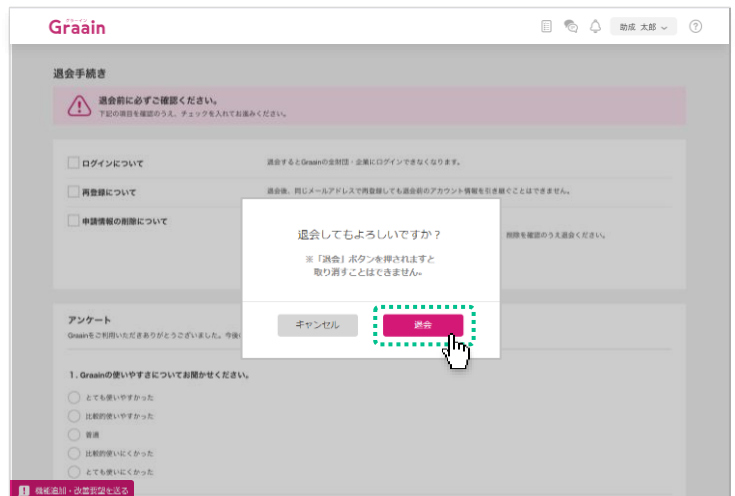 グラーイン
Graain
助成 太郎
?
退会手続き
退会前に必ずご確認ください。
下記の項目を確認のうえ、チェックを入れてお進みください。
ログインについて
退会するとGraainの全財団・企業にログインできなくなります。
再登録について
退会後、同じメールアドレスで再登録しても退会前のアカウント情報を引き継ぐことはできません。
申請情報の削除について
削除を確認のうえ退会ください。
退会してもよろしいですか？
※「退会」ボタンを押されますと
取り消すことはできません。
キャンセル
退会
アンケート
Graainをご利用いただきありがとうございました。今後
1. Graainの使いやすさについてお聞かせください。
とても使いやすかった
比較的使いやすかった
普通
比較的使いにくかった
とても使いにくかった
機能追加・改善要望を送る